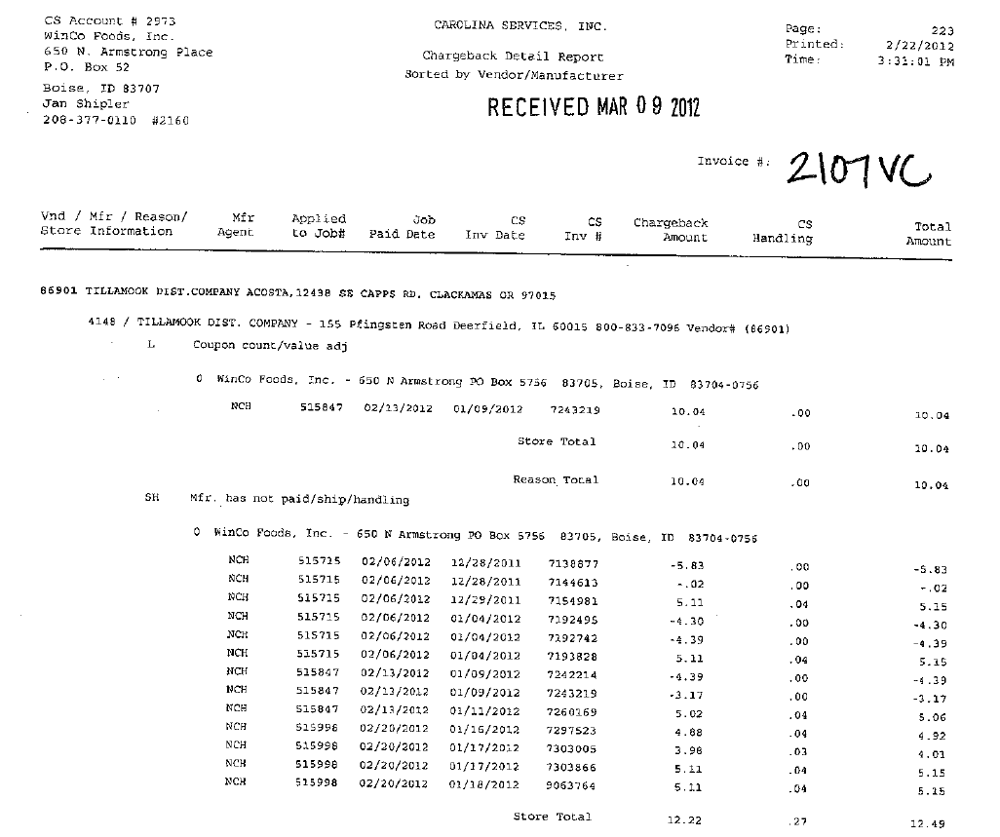 CS Account # 2973
WinCo Foods, Inc.
650 N. Armstrong Place
P.O. Box 52
Boise, ID 83707
Jan Shipler
208-377-0110 #2160
CAROLINA SERVICES, INC.
Chargeback Detail Report
Sorted by Vendor/Manufacturer
RECEIVED MAR 09 2012
Page: 223
Printed: 2/22/2012
Time: 3:31:01 PM
Invoice #: 2107VC
Vnd / Mfr / Reason/ Mfr Applied Job CS CS Chargeback CS Total
Store Information Agent to Job# Paid Date Inv Date Inv # Amount Handling Amount
86901 TILLAMOOK DIST.COMPANY ACOSTA,12438 SE CAPPS RD. CLACKAMAS OR 97015
4148 / TILLAMOOK DIST. COMPANY - 155 Pfingsten Road Deerfield, IL 60015 800-833-7096 Vendor# (86901)
L Coupon count/value adj
0 WinCo Foods, Inc. - 650 N Armstrong PO Box 5756 83705, Boise, ID 83704-0756
NCH 515847 02/13/2012 01/09/2012 7243219 10.04 .00 10.04
Store Total 10.04 .00 10.04
Reason Total 10.04 .00 10.04
SH Mfr. has not paid/ship/handling
0 WinCo Foods, Inc. - 650 N Armstrong PO Box 5756 83705, Boise, ID 83704-0756
NCH 515715 02/06/2012 12/28/2011 7138877 -5.83 .00 -5.83
NCH 515715 02/06/2012 12/28/2011 7144613 -.02 .00 -.02
NCH 515715 02/06/2012 12/29/2011 7154981 5.11 .04 5.15
NCH 515715 02/06/2012 01/04/2012 7192495 -4.30 .00 -4.30
NCH 515715 02/06/2012 01/04/2012 7192742 -4.39 .00 -4.39
NCH 515715 02/06/2012 01/04/2012 7193828 5.11 .04 5.15
NCH 515847 02/13/2012 01/09/2012 7242214 -4.39 .00 -4.39
NCH 515847 02/13/2012 01/09/2012 7243219 -3.17 .00 -3.17
NCH 515847 02/13/2012 01/11/2012 7260169 5.02 .04 5.06
NCH 515998 02/20/2012 01/16/2012 7297523 4.88 .04 4.92
NCH 515998 02/20/2012 01/17/2012 7303005 3.98 .03 4.01
NCH 515998 02/20/2012 01/17/2012 7303866 5.11 .04 5.15
NCH 515998 02/20/2012 01/18/2012 9063764 5.11 .04 5.15
Store Total 12.22 .27 12.49